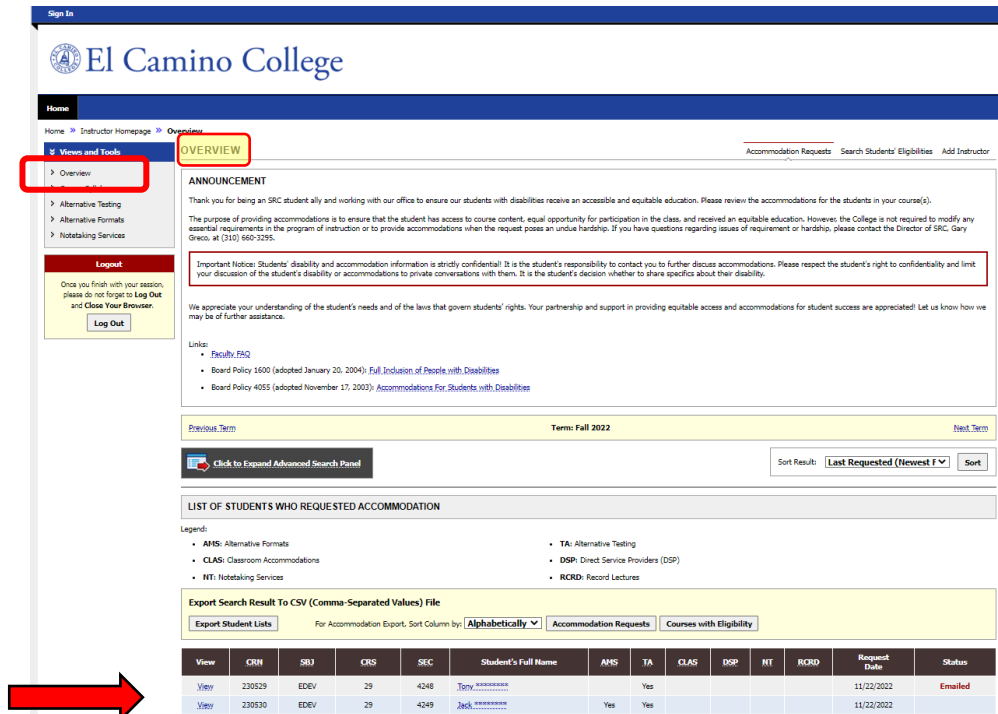 Sign In
El Camino College
Home
Home » Instructor Homepage » Overview
Views and Tools
Overview
Alternative Testing
Alternative Formats
Notetaking Services
Logout
Once you finish with your session,
please do not forget to Log Out
and Close Your Browser.
Log Out
OVERVIEW
Accommodation Requests Search Students' Eligibilities Add Instructor
ANNOUNCEMENT
Thank you for being an SRC student ally and working with our office to ensure our students with disabilities receive an accessible and equitable education. Please review the accommodations for the students in your course(s).
The purpose of providing accommodations is to ensure that the student has access to course content, equal opportunity for participation in the class, and received an equitable education. However, the College is not required to modify any
essential requirements in the program of instruction or to provide accommodations when the request poses an undue hardship. If you have questions regarding issues of requirement or hardship, please contact the Director of SRC, Gary
Greco, at (310) 660-3295.
Important Notice: Students' disability and accommodation information is strictly confidential! It is the student's responsibility to contact you to further discuss accommodations. Please respect the student's right to confidentiality and limit
your discussion of the student's disability or accommodations to private conversations with them. It is the student's decision whether to share specifics about their disability.
We appreciate your understanding of the student's needs and of the laws that govern students' rights. Your partnership and support in providing equitable access and accommodations for student success are appreciated! Let us know how we
may be of further assistance.
Links:
Faculty FAQ
Board Policy 1600 (adopted January 20, 2004): Full Inclusion of People with Disabilities
Board Policy 4055 (adopted November 17, 2003): Accommodations For Students with Disabilities
Previous Term Term: Fall 2022 Next Term
Click to Expand Advanced Search Panel
Sort Result: Last Requested (Newest F Sort
LIST OF STUDENTS WHO REQUESTED ACCOMMODATION
Legend:
AMS: Alternative Formats
TA: Alternative Testing
CLAS: Classroom Accommodations
DSP: Direct Service Providers (DSP)
NT: Notetaking Services
RCRD: Record Lectures
Export Search Result To CSV (Comma-Separated Values) File
Export Student Lists For Accommodation Export, Sort Column by: Alphabetically Accommodation Requests Courses with Eligibility
View CRN SBJ CRS SEC Student's Full Name AMS TA CLAS DSP NT RCRD Request Date Status
View 230529 EDEV 29 4248 Tony ******** Yes 11/22/2022 Emailed
View 230530 EDEV 29 4249 Jack ******** Yes Yes 11/22/2022